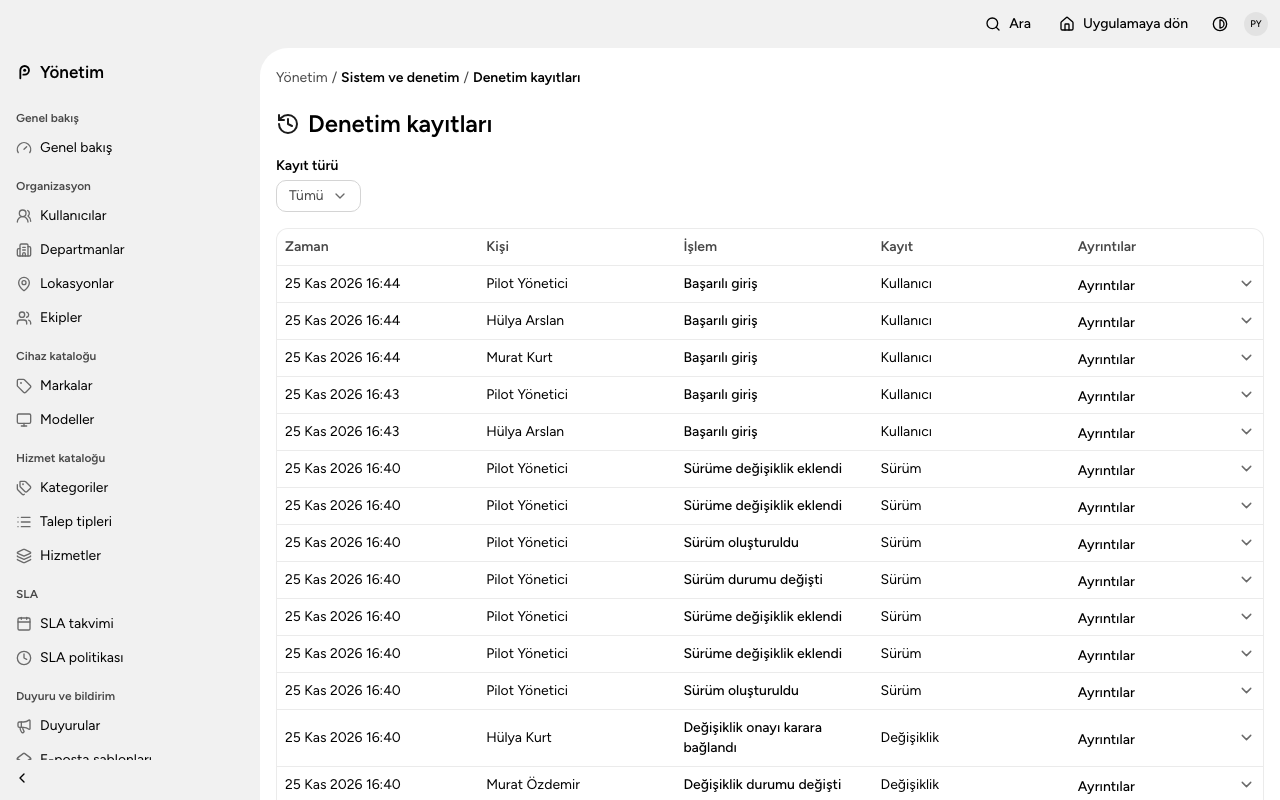 Ara
Uygulamaya dön
PY
Yönetim
Genel bakış
Genel bakış
Organizasyon
Kullanıcılar
Departmanlar
Lokasyonlar
Ekipler
Cihaz kataloğu
Markalar
Modeller
Hizmet kataloğu
Kategoriler
Talep tipleri
Hizmetler
SLA
SLA takvimi
SLA politikası
Duyuru ve bildirim
Duyurular
E-posta şablonları
Yönetim / Sistem ve denetim / Denetim kayıtları
Denetim kayıtları
Kayıt türü
Tümü
Zaman Kişi İşlem Kayıt Ayrıntılar
25 Kas 2026 16:44 Pilot Yönetici Başarılı giriş Kullanıcı Ayrıntılar
25 Kas 2026 16:44 Hülya Arslan Başarılı giriş Kullanıcı Ayrıntılar
25 Kas 2026 16:44 Murat Kurt Başarılı giriş Kullanıcı Ayrıntılar
25 Kas 2026 16:43 Pilot Yönetici Başarılı giriş Kullanıcı Ayrıntılar
25 Kas 2026 16:43 Hülya Arslan Başarılı giriş Kullanıcı Ayrıntılar
25 Kas 2026 16:40 Pilot Yönetici Sürüme değişiklik eklendi Sürüm Ayrıntılar
25 Kas 2026 16:40 Pilot Yönetici Sürüme değişiklik eklendi Sürüm Ayrıntılar
25 Kas 2026 16:40 Pilot Yönetici Sürüm oluşturuldu Sürüm Ayrıntılar
25 Kas 2026 16:40 Pilot Yönetici Sürüm durumu değişti Sürüm Ayrıntılar
25 Kas 2026 16:40 Pilot Yönetici Sürüme değişiklik eklendi Sürüm Ayrıntılar
25 Kas 2026 16:40 Pilot Yönetici Sürüme değişiklik eklendi Sürüm Ayrıntılar
25 Kas 2026 16:40 Pilot Yönetici Sürüm oluşturuldu Sürüm Ayrıntılar
25 Kas 2026 16:40 Hülya Kurt Değişiklik onayı karara bağlandı Değişiklik Ayrıntılar
25 Kas 2026 16:40 Murat Özdemir Değişiklik durumu değişti Değişiklik Ayrıntılar